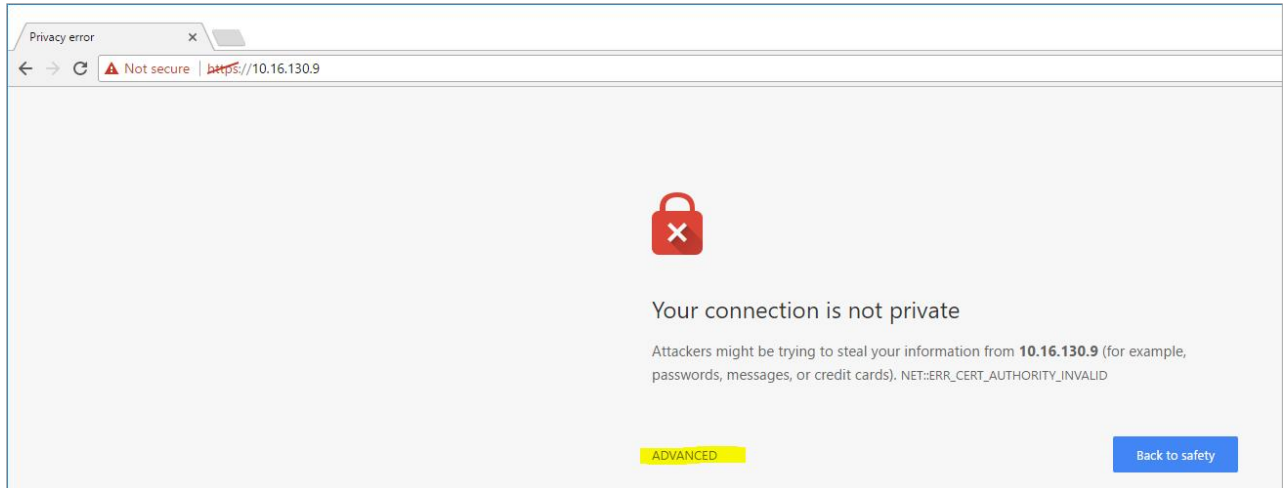 Privacy error
Not secure | https://10.16.130.9
Your connection is not private
Attackers might be trying to steal your information from 10.16.130.9 (for example,
passwords, messages, or credit cards). NET::ERR_CERT_AUTHORITY_INVALID
ADVANCED
Back to safety